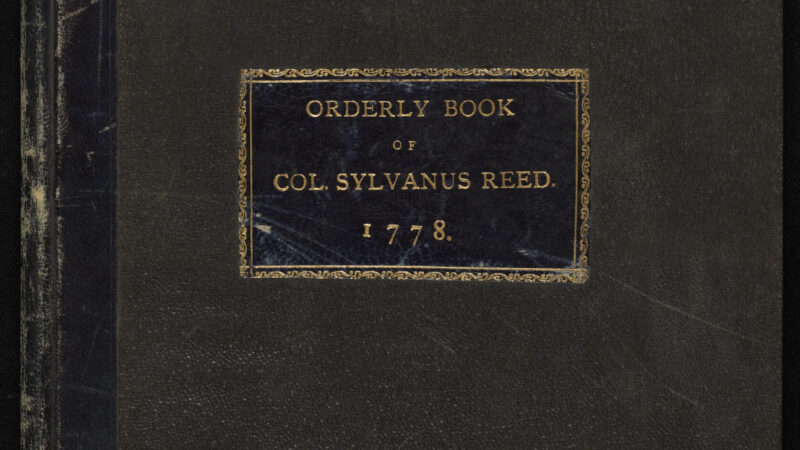 ORDERLY BOOK
OF
COL. SYLVANUS REED.
1778.